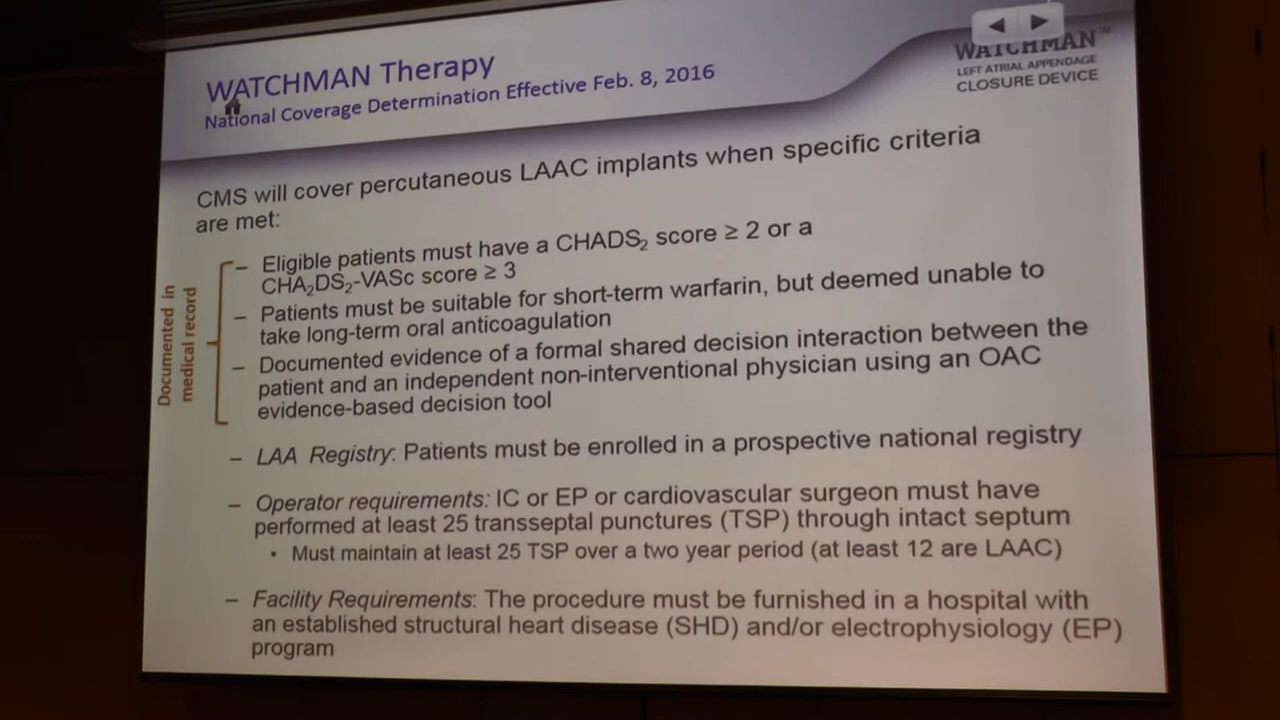 WATCHMAN Therapy
National Coverage Determination Effective Feb. 8, 2016
WATCHMAN™
LEFT ATRIAL APPENDAGE
CLOSURE DEVICE
CMS will cover percutaneous LAAC implants when specific criteria
are met:
Documented in
medical record
– Eligible patients must have a CHADS₂ score ≥ 2 or a
CHA₂DS₂-VASc score ≥ 3
– Patients must be suitable for short-term warfarin, but deemed unable to
take long-term oral anticoagulation
– Documented evidence of a formal shared decision interaction between the
patient and an independent non-interventional physician using an OAC
evidence-based decision tool
– LAA Registry: Patients must be enrolled in a prospective national registry
– Operator requirements: IC or EP or cardiovascular surgeon must have
performed at least 25 transseptal punctures (TSP) through intact septum
• Must maintain at least 25 TSP over a two year period (at least 12 are LAAC)
– Facility Requirements: The procedure must be furnished in a hospital with
an established structural heart disease (SHD) and/or electrophysiology (EP)
program